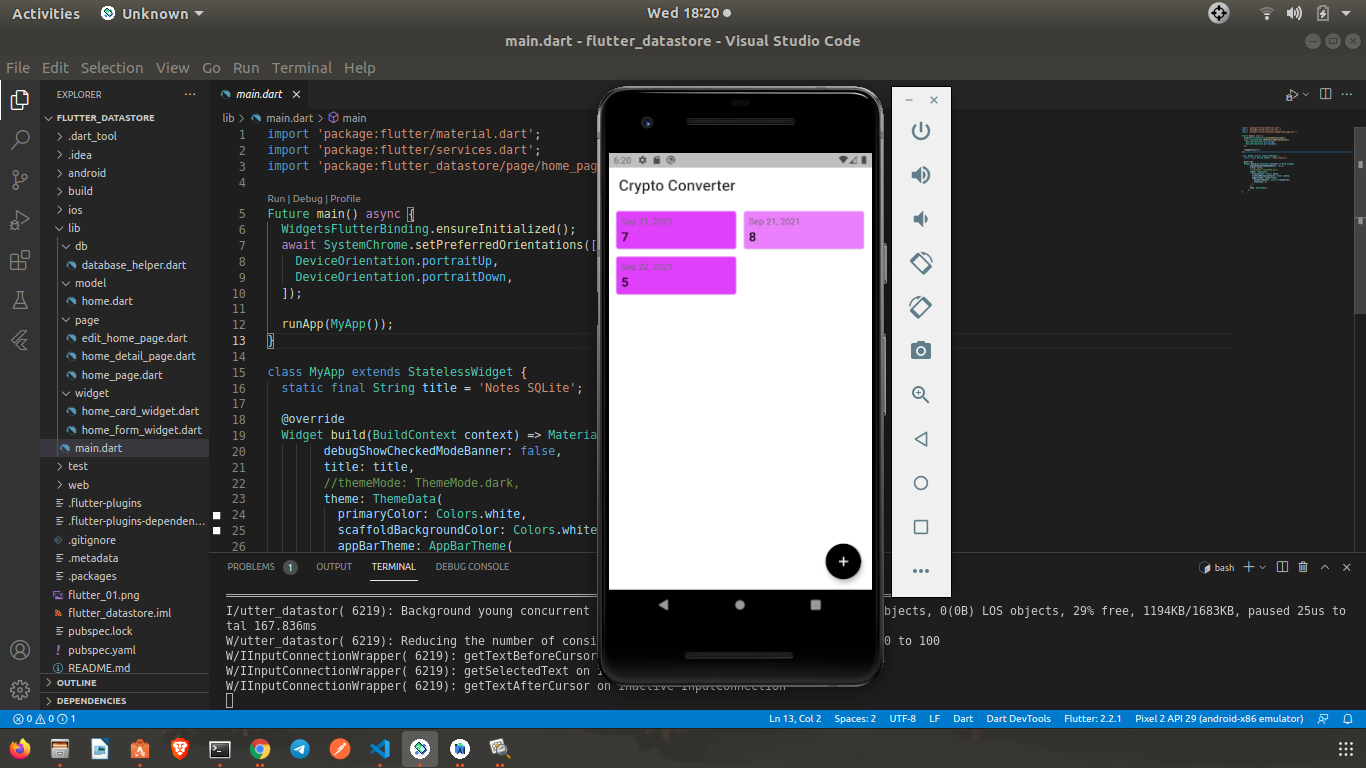 Activities Unknown Wed 18:20
main.dart - flutter_datastore - Visual Studio Code
File Edit Selection View Go Run Terminal Help
EXPLORER
FLUTTER_DATASTORE
.dart_tool
.idea
android
build
ios
lib
db
database_helper.dart
model
home.dart
page
edit_home_page.dart
home_detail_page.dart
home_page.dart
widget
home_card_widget.dart
home_form_widget.dart
main.dart
test
web
.flutter-plugins
.flutter-plugins-dependen...
.gitignore
.metadata
.packages
flutter_01.png
flutter_datastore.iml
pubspec.lock
pubspec.yaml
README.md
OUTLINE
DEPENDENCIES
main.dart
lib > main.dart > main
1 import 'package:flutter/material.dart';
2 import 'package:flutter/services.dart';
3 import 'package:flutter_datastore/page/home_pag
4
Run | Debug | Profile
5 Future main() async {
6 WidgetsFlutterBinding.ensureInitialized();
7 await SystemChrome.setPreferredOrientations([
8 DeviceOrientation.portraitUp,
9 DeviceOrientation.portraitDown,
10 ]);
11
12 runApp(MyApp());
13 }
14
15 class MyApp extends StatelessWidget {
16 static final String title = 'Notes SQLite';
17
18 @override
19 Widget build(BuildContext context) => Materia
20 debugShowCheckedModeBanner: false,
21 title: title,
22 //themeMode: ThemeMode.dark,
23 theme: ThemeData(
24 primaryColor: Colors.white,
25 scaffoldBackgroundColor: Colors.white
26 appBarTheme: AppBarTheme(
6:20
Crypto Converter
Sep 21, 2021
7
Sep 21, 2021
8
Sep 22, 2021
5
+
PROBLEMS 1 OUTPUT TERMINAL DEBUG CONSOLE
bash
I/utter_datastor( 6219): Background young concurrent bjects, 0(0B) LOS objects, 29% free, 1194KB/1683KB, paused 25us to
tal 167.836ms
W/utter_datastor( 6219): Reducing the number of consi 0 to 100
W/IInputConnectionWrapper( 6219): getTextBeforeCursor
W/IInputConnectionWrapper( 6219): getSelectedText on i
W/IInputConnectionWrapper( 6219): getTextAfterCursor on inactive InputConnection
0 0 1 Ln 13, Col 2 Spaces: 2 UTF-8 LF Dart Dart DevTools Flutter: 2.2.1 Pixel 2 API 29 (android-x86 emulator)